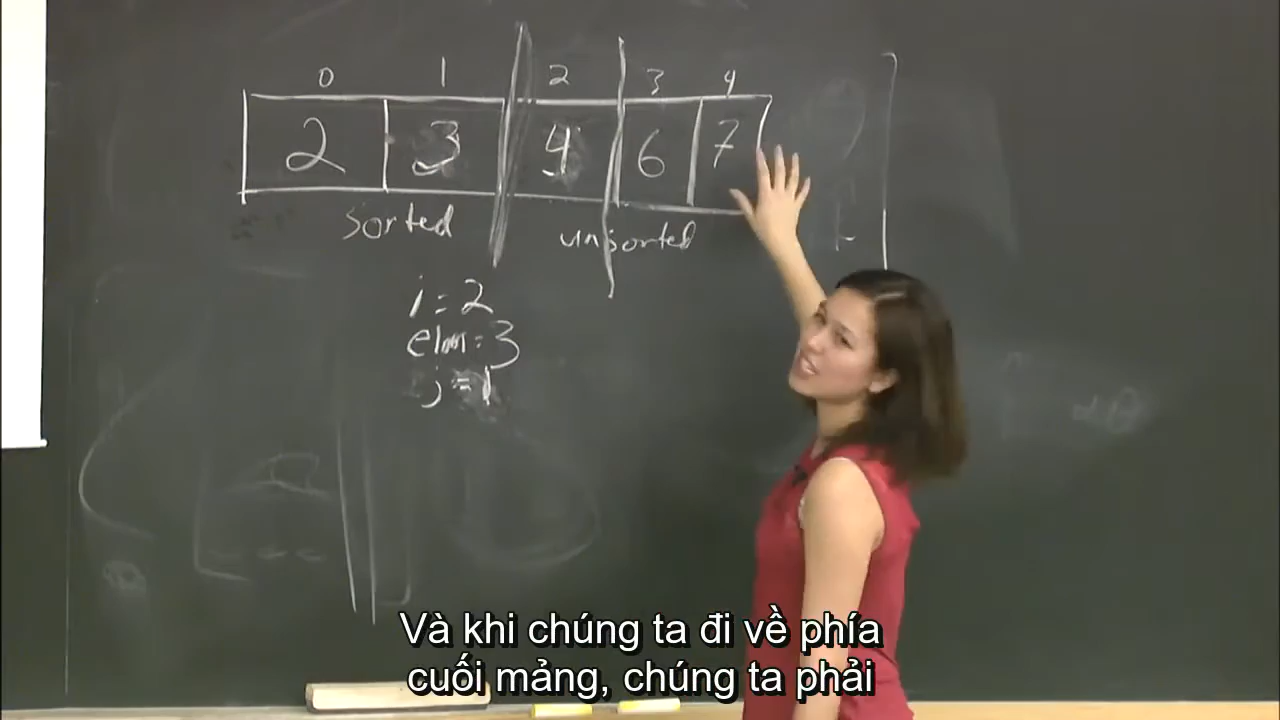 0 1 2 3 4
2 3 4 6 7
sorted unsorted
i = 2
elem = 3
j = 1
Và khi chúng ta đi về phía
cuối mảng, chúng ta phải